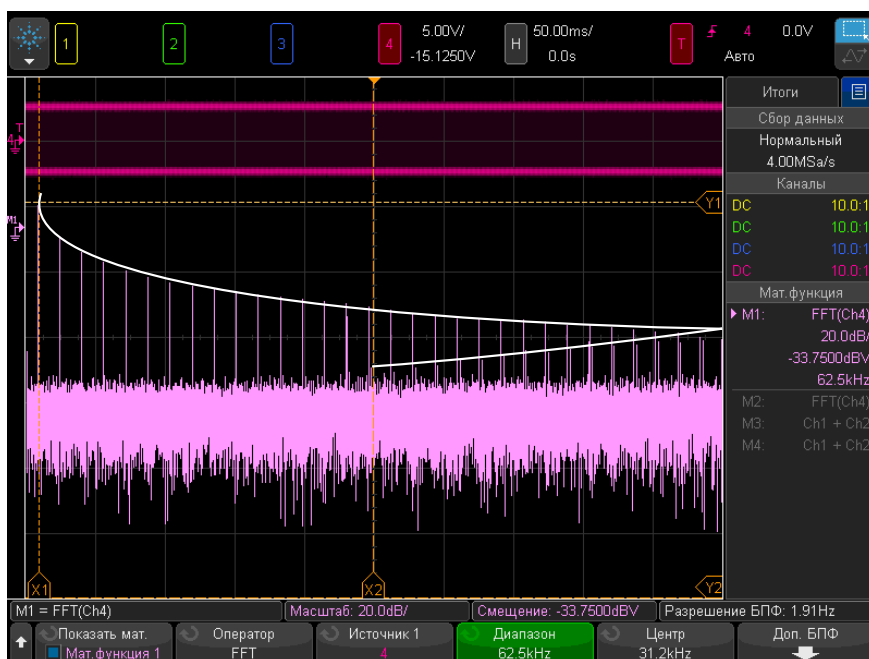 1 2 3 4 5.00V/ H 50.00ms/ T 4 0.0V
-15.1250V 0.0s Авто
Итоги
Сбор данных
Нормальный
4.00MSa/s
Каналы
DC 10.0:1
DC 10.0:1
DC 10.0:1
DC 10.0:1
Мат.функция
M1: FFT(Ch4)
20.0dB/
-33.7500dBV
62.5kHz
M2: FFT(Ch4)
M3: Ch1 + Ch2
M4: Ch1 + Ch2
T
4
M1
Y1
X1 X2 Y2
M1 = FFT(Ch4) Масштаб: 20.0dB/ Смещение: -33.7500dBV Разрешение БПФ: 1.91Hz
Показать мат. Оператор Источник 1 Диапазон Центр Доп. БПФ
Мат.функция 1 FFT 4 62.5kHz 31.2kHz